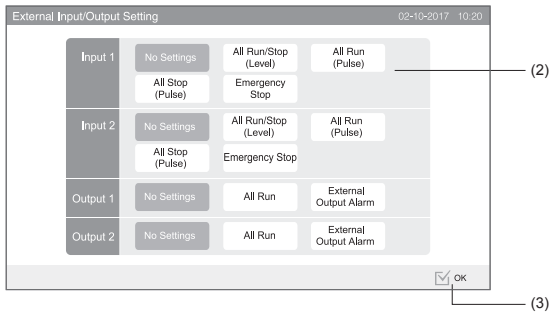 External Input/Output Setting 02-10-2017 10:20
Input 1
No Settings
All Run/Stop
(Level)
All Run
(Pulse)
All Stop
(Pulse)
Emergency
Stop
(2)
Input 2
No Settings
All Run/Stop
(Level)
All Run
(Pulse)
All Stop
(Pulse)
Emergency Stop
Output 1
No Settings
All Run
External
Output Alarm
Output 2
No Settings
All Run
External
Output Alarm
OK
(3)